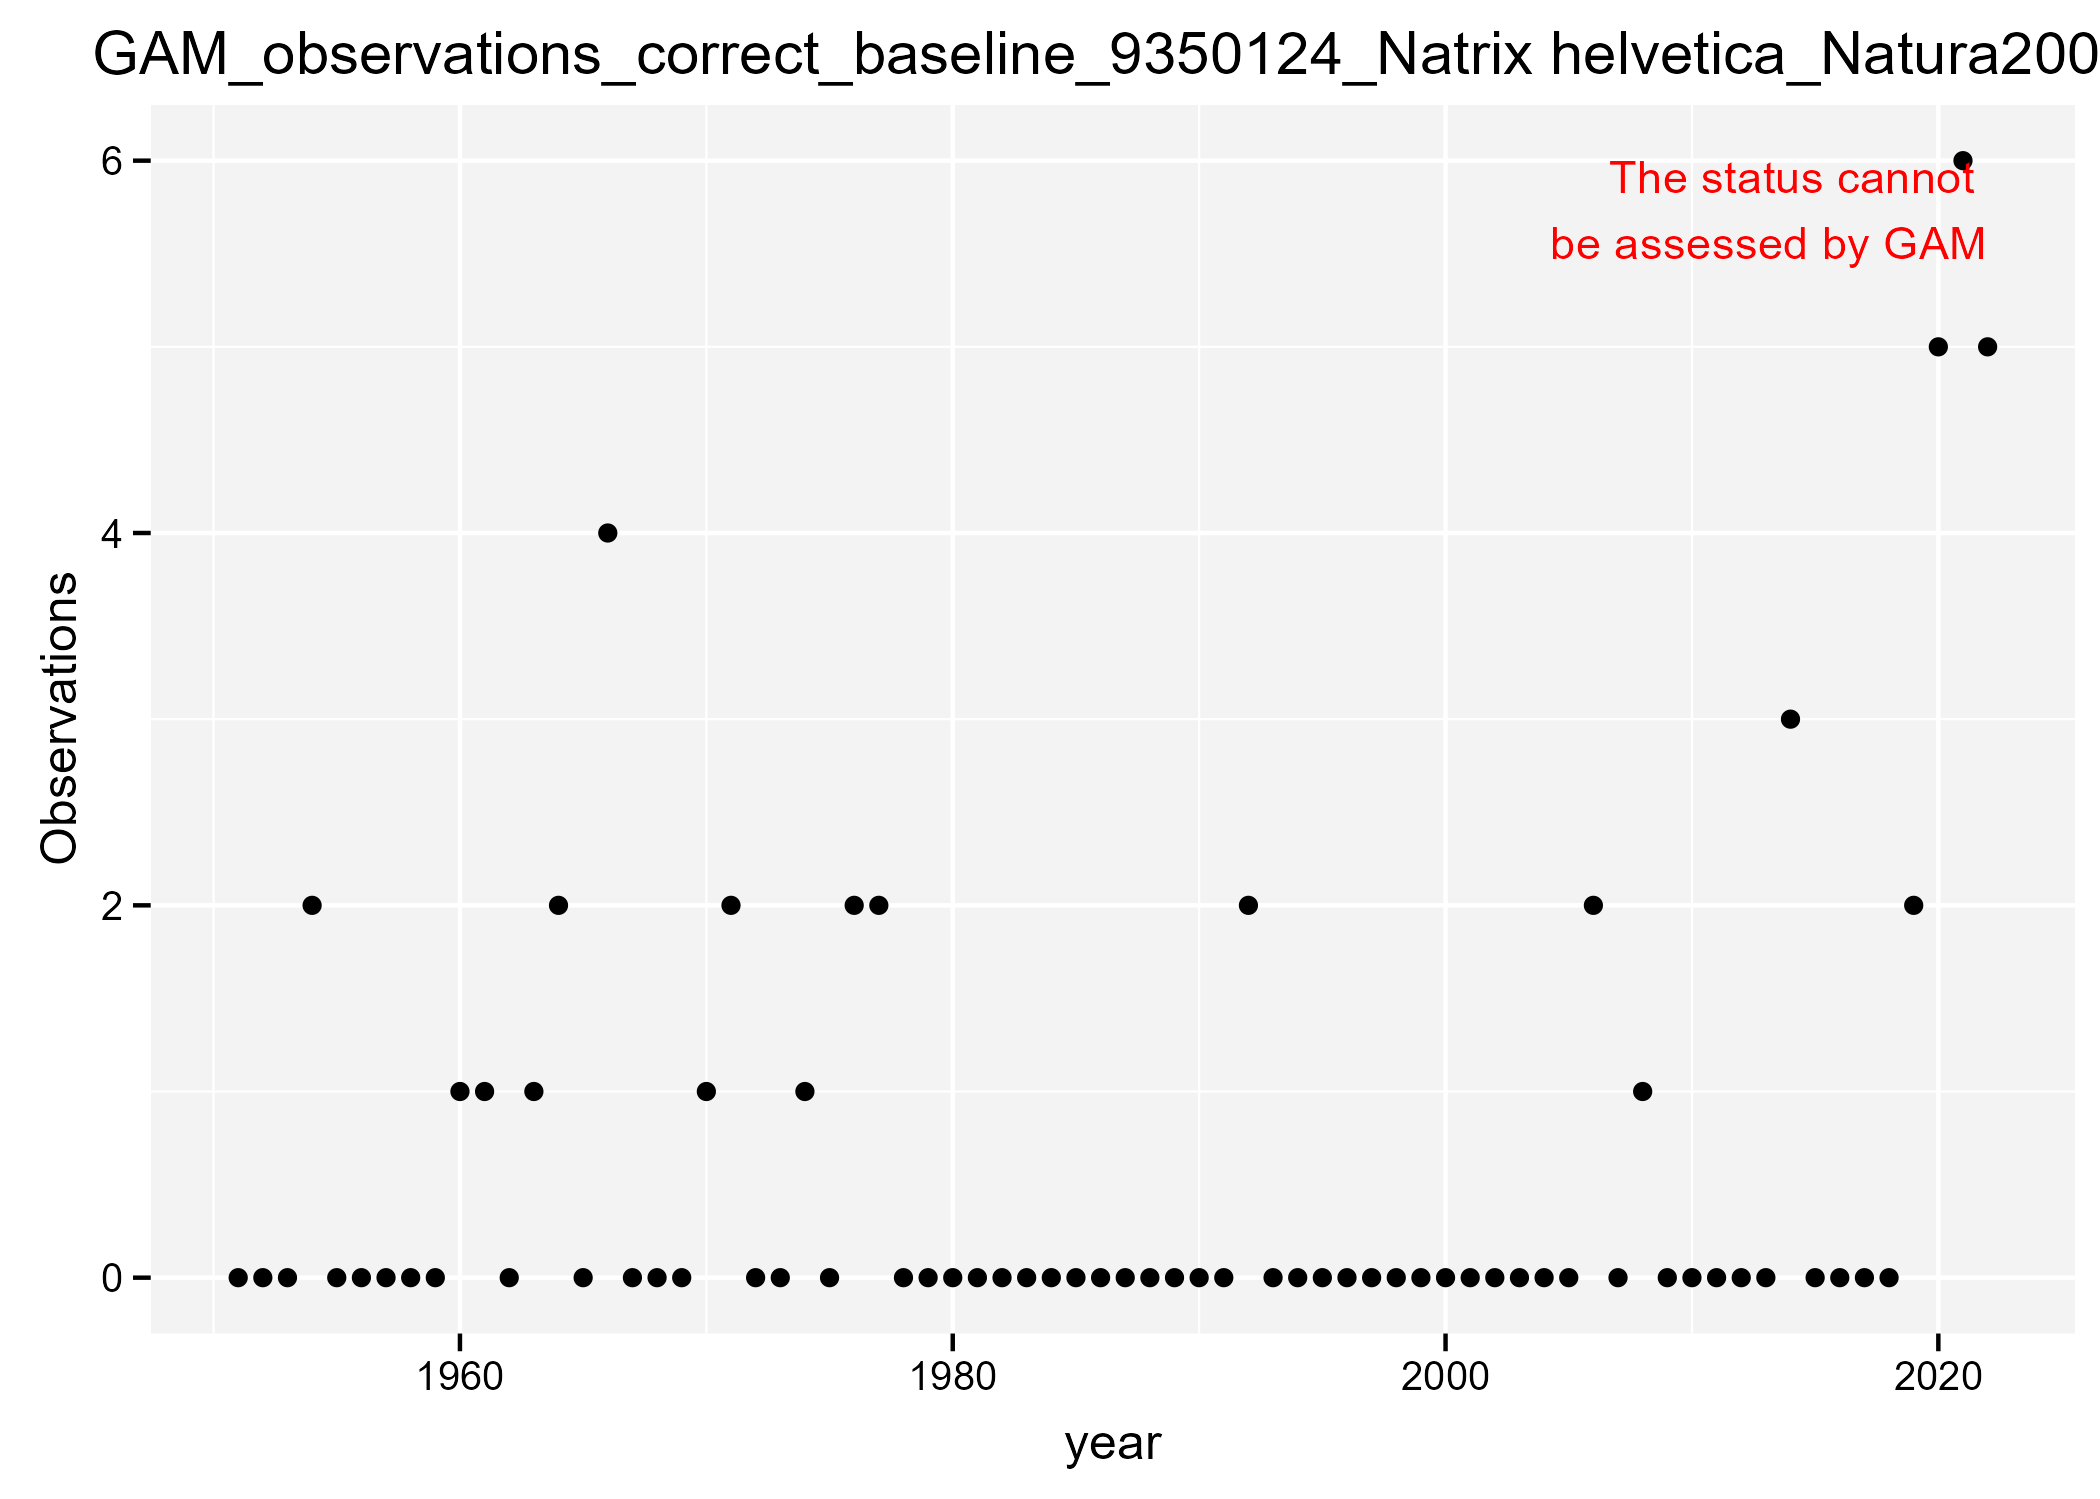 GAM_observations_correct_baseline_9350124_Natrix helvetica_Natura200
6
The status cannot
be assessed by GAM
4
Observations
2
0
1960 1980 2000 2020
year